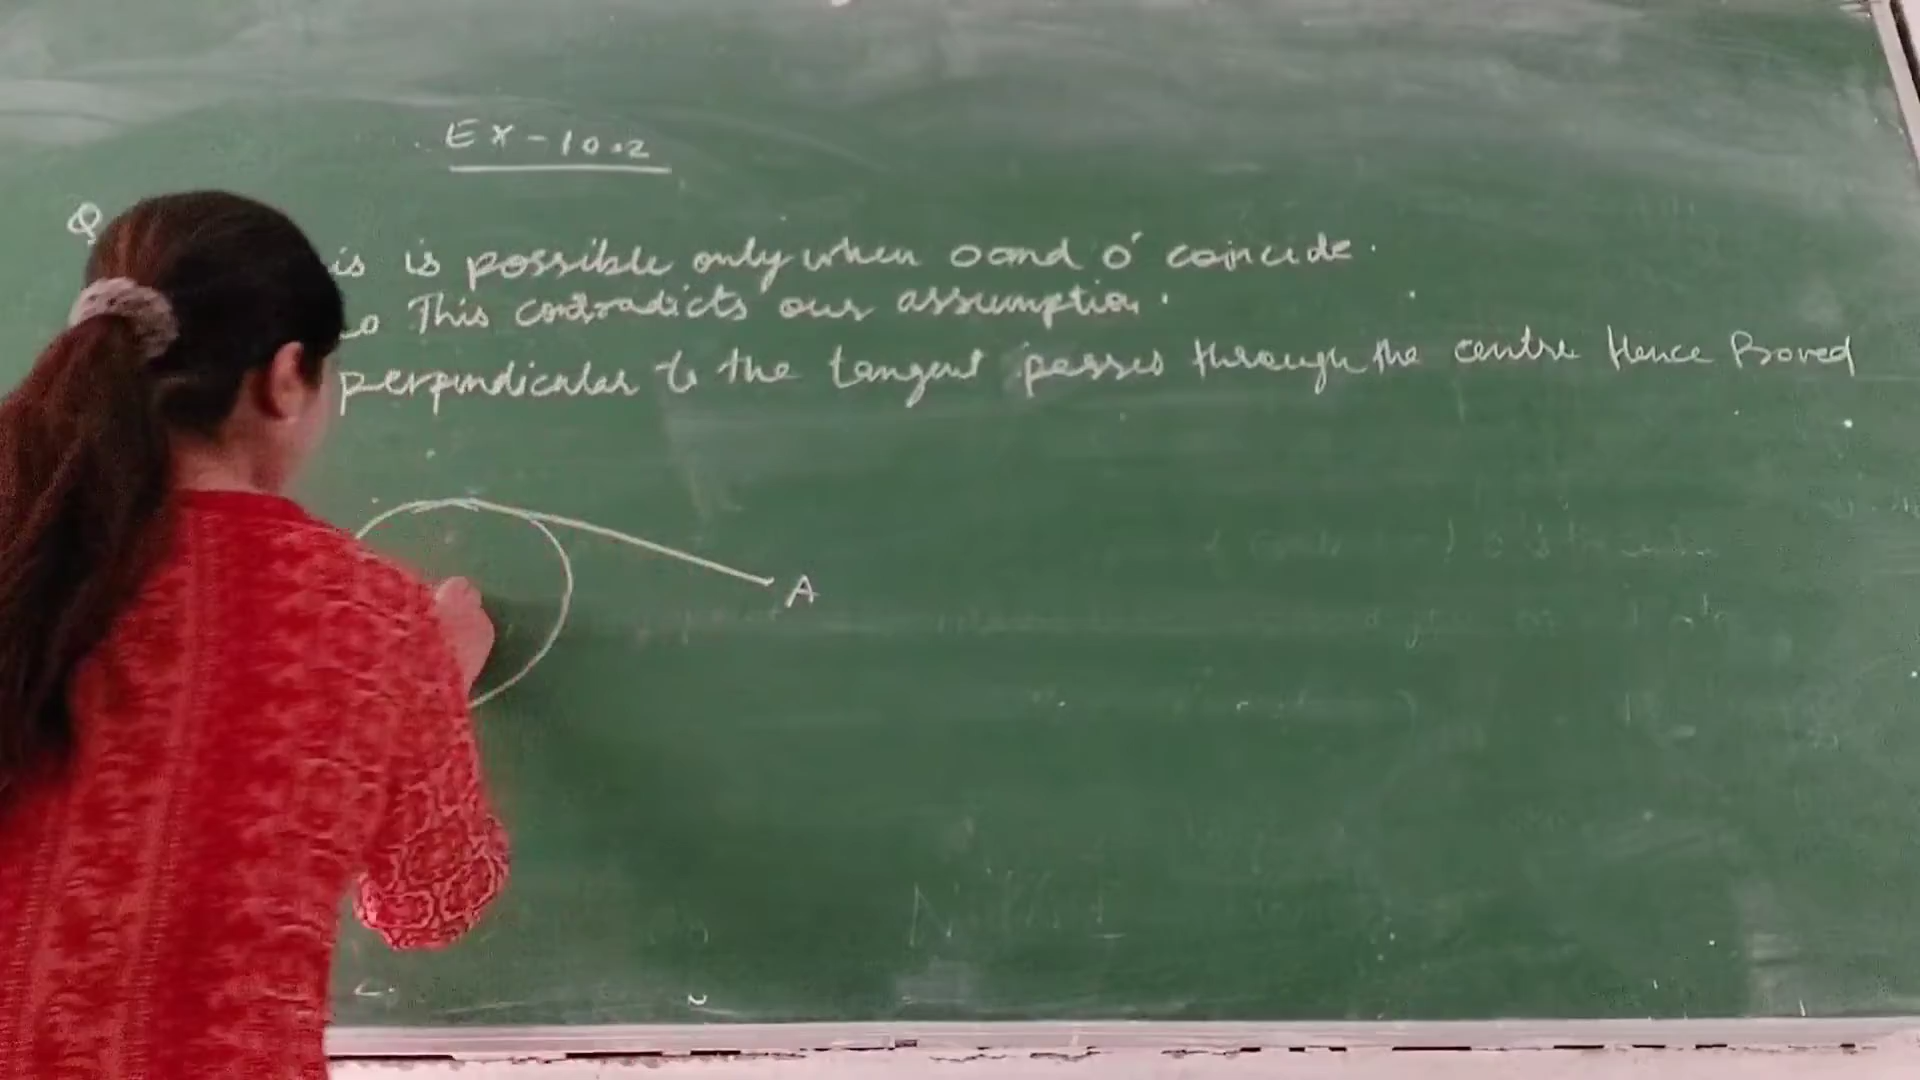 Ex-10.2
Q
is is possible only when O and O' coincide.
so This contradicts our assumption.
perpendicular to the tangent passes through the centre Hence Proved
A